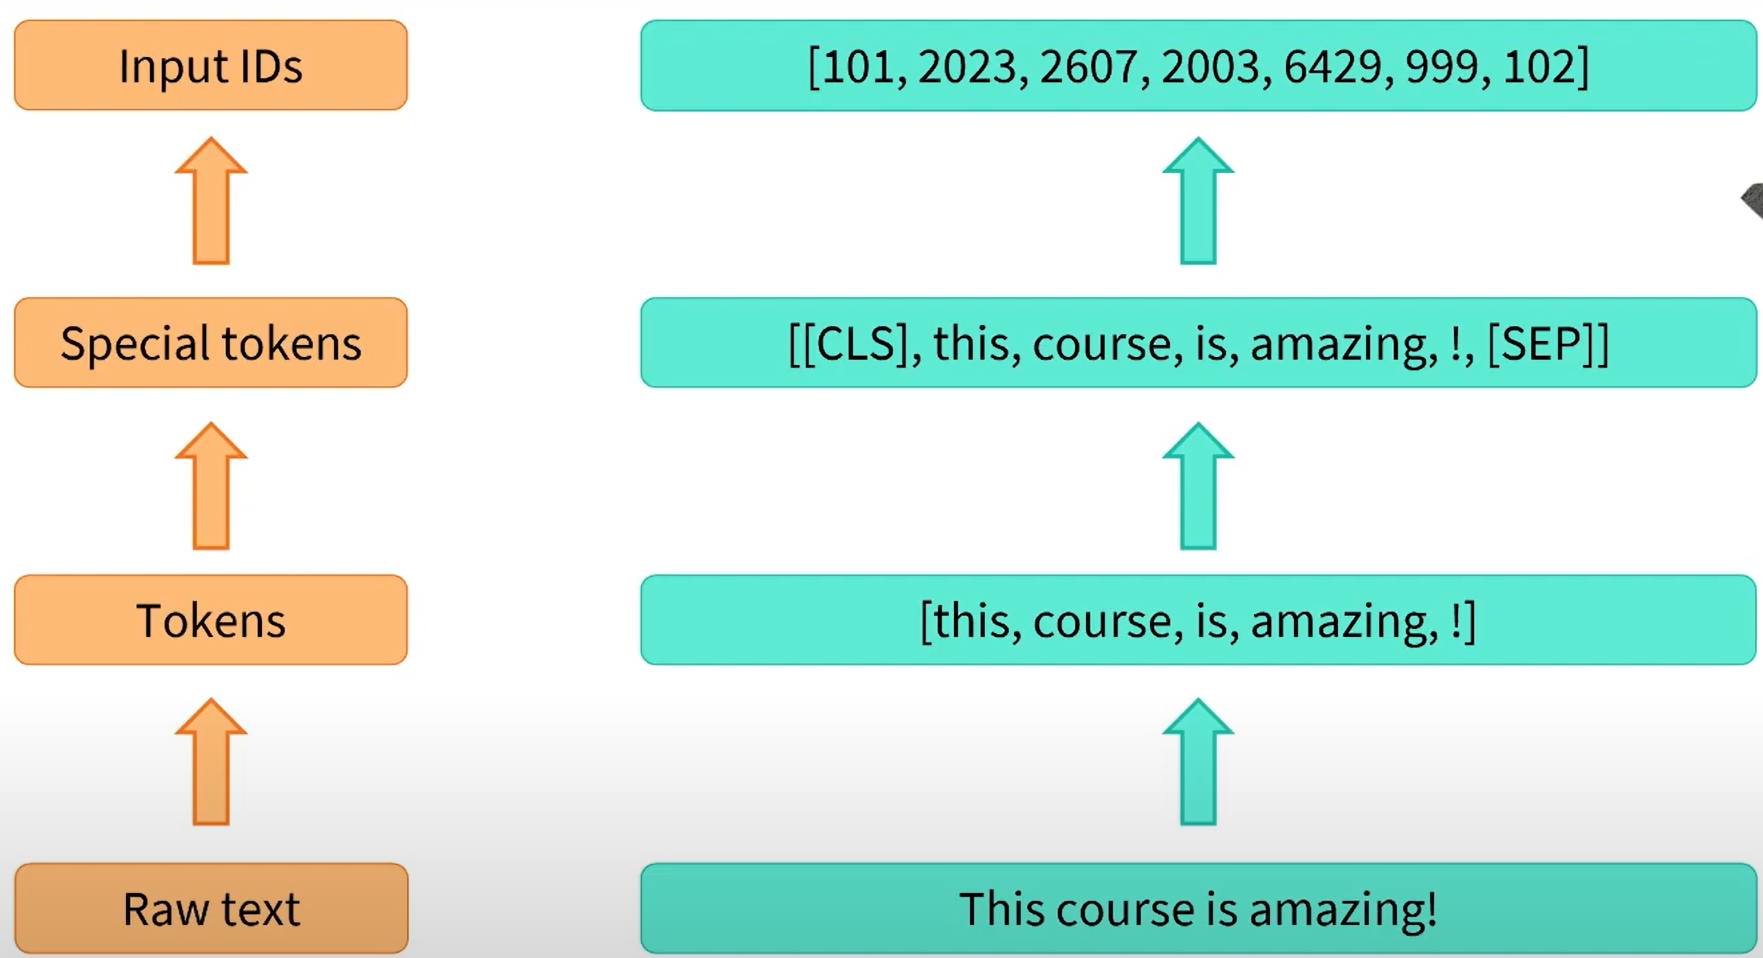 Input IDs
[101, 2023, 2607, 2003, 6429, 999, 102]
Special tokens
[[CLS], this, course, is, amazing, !, [SEP]]
Tokens
[this, course, is, amazing, !]
Raw text
This course is amazing!